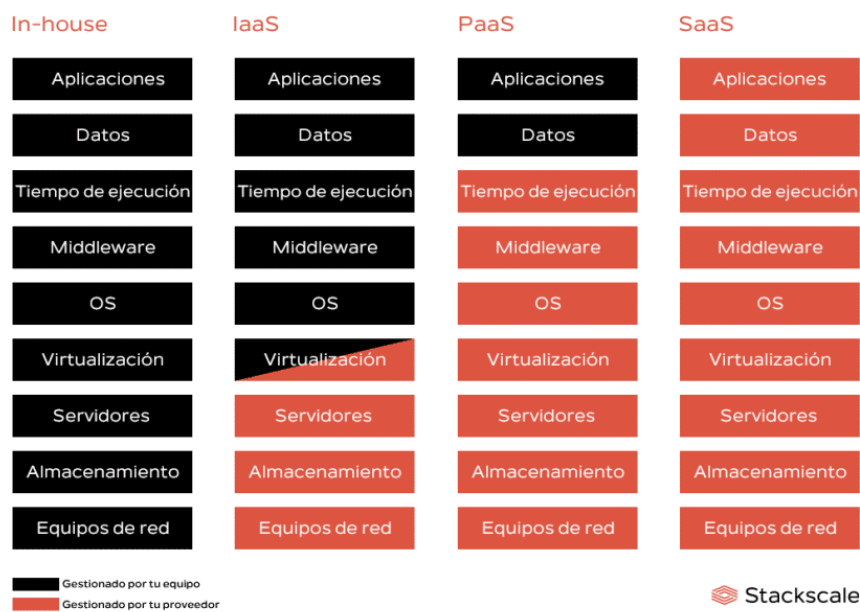 In-house
IaaS
PaaS
SaaS
Aplicaciones
Aplicaciones
Aplicaciones
Aplicaciones
Datos
Datos
Datos
Datos
Tiempo de ejecución
Tiempo de ejecución
Tiempo de ejecución
Tiempo de ejecución
Middleware
Middleware
Middleware
Middleware
OS
OS
OS
OS
Virtualización
Virtualización
Virtualización
Virtualización
Servidores
Servidores
Servidores
Servidores
Almacenamiento
Almacenamiento
Almacenamiento
Almacenamiento
Equipos de red
Equipos de red
Equipos de red
Equipos de red
Gestionado por tu equipo
Gestionado por tu proveedor
Stackscale